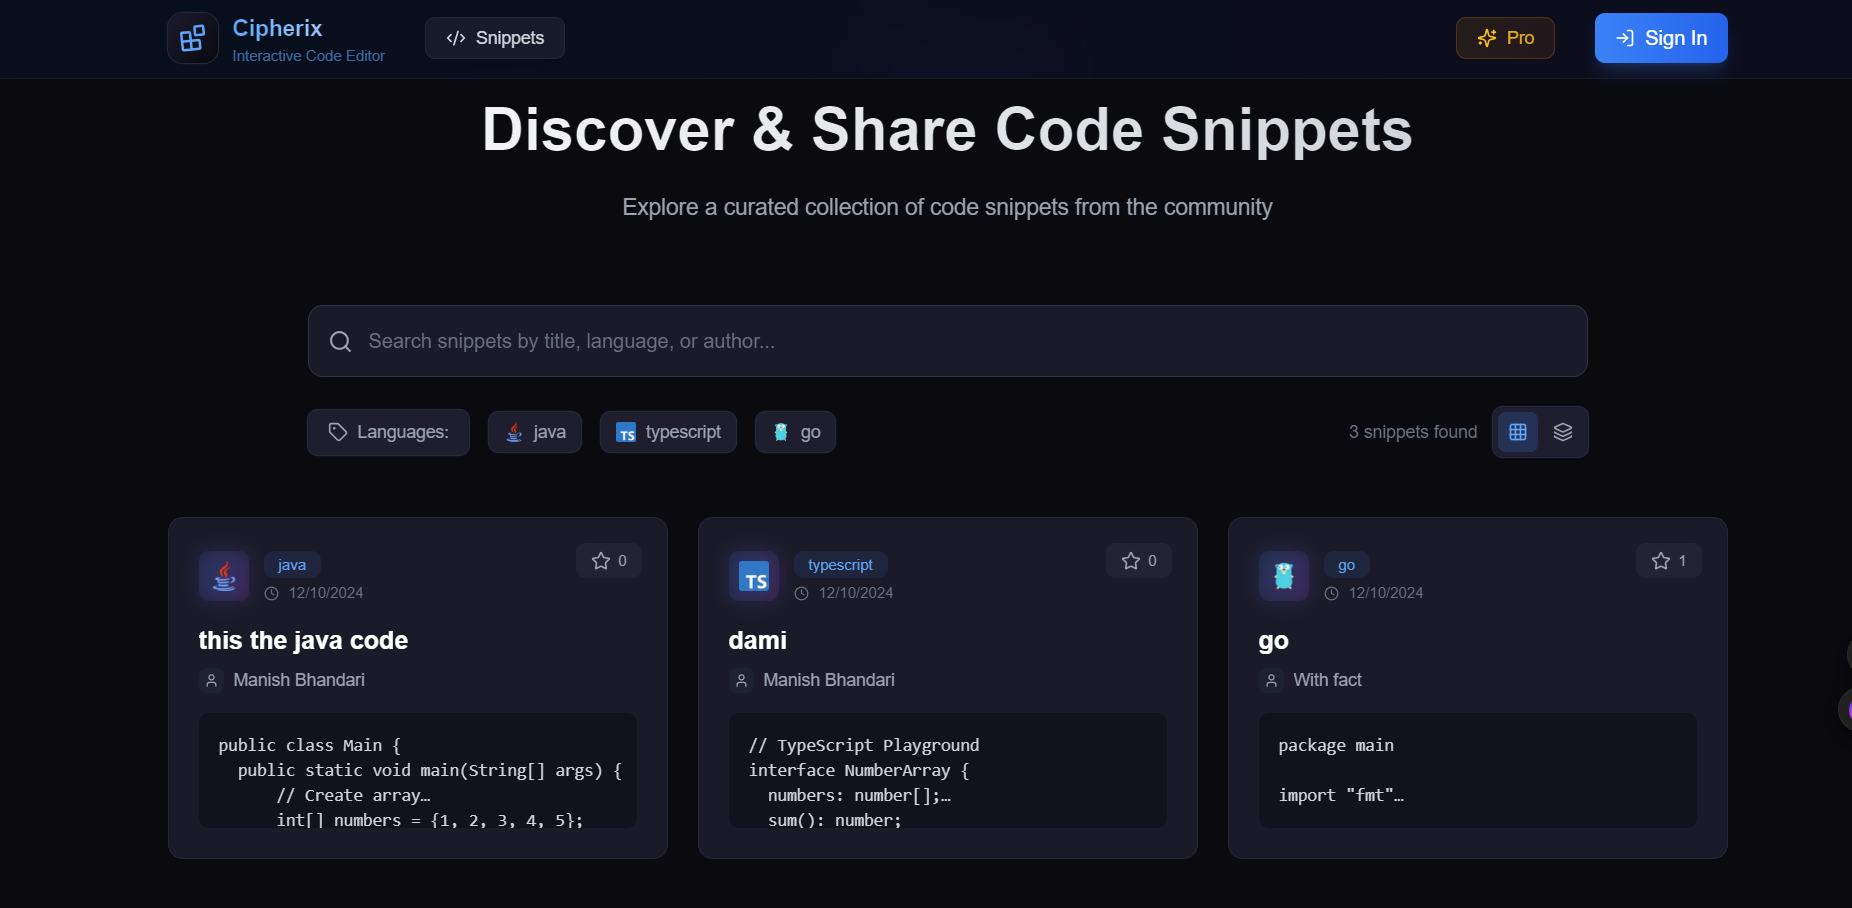 Cipherix
Interactive Code Editor
</> Snippets
Pro
Sign In
Discover & Share Code Snippets
Explore a curated collection of code snippets from the community
Search snippets by title, language, or author...
Languages:
java
TS typescript
go
3 snippets found
java
12/10/2024
0
this the java code
Manish Bhandari
public class Main {
public static void main(String[] args) {
// Create array…
int[] numbers = {1, 2, 3, 4, 5};
TS
typescript
12/10/2024
0
dami
Manish Bhandari
// TypeScript Playground
interface NumberArray {
numbers: number[];…
sum(): number;
go
12/10/2024
1
go
With fact
package main
import "fmt"…